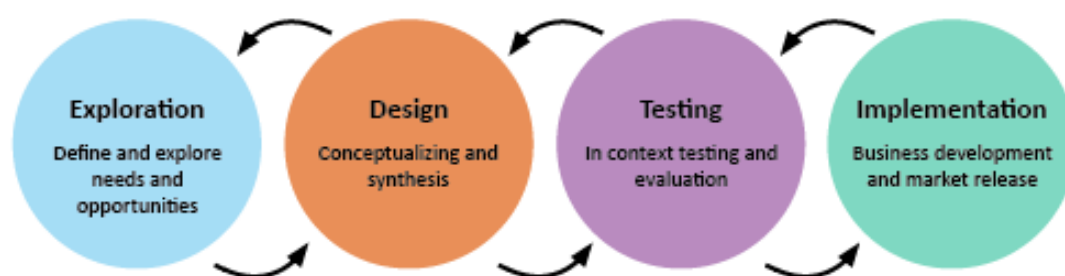 Exploration
Define and explore
needs and
opportunities
Design
Conceptualizing and
synthesis
Testing
In context testing and
evaluation
Implementation
Business development
and market release